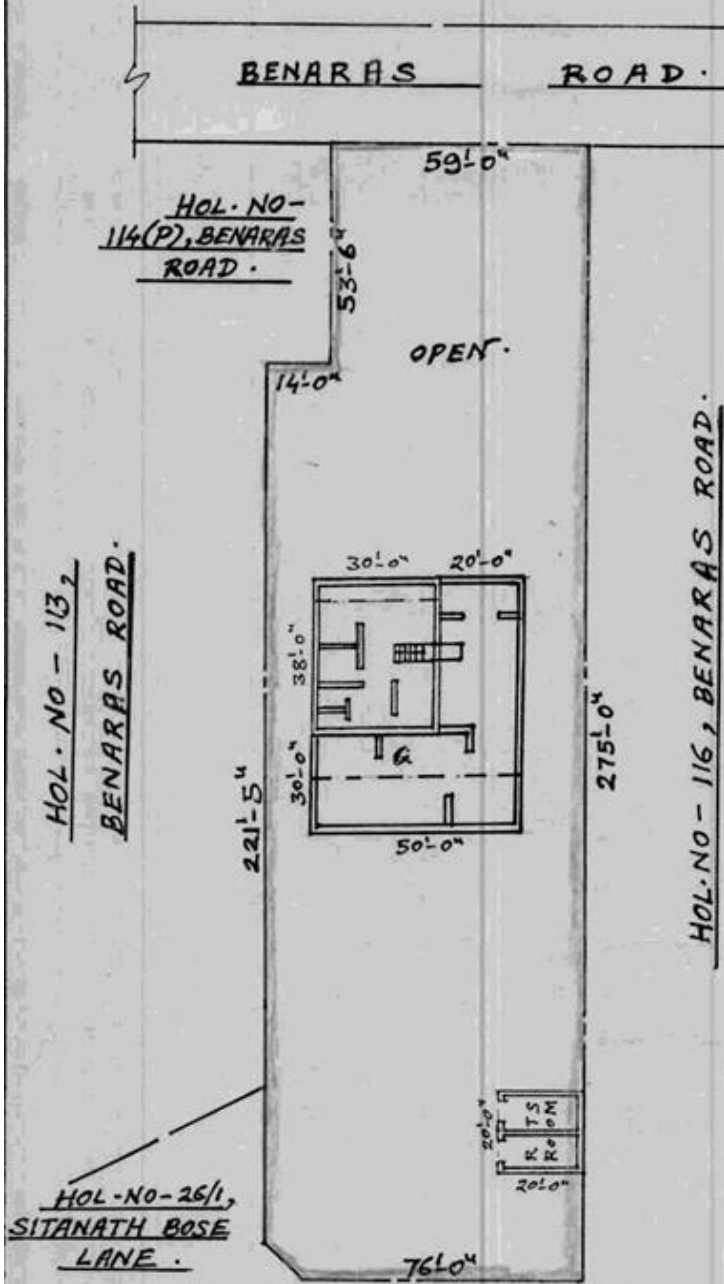 BENARAS ROAD.
59'-0"
HOL. NO-
114(P), BENARAS
ROAD.
53'-6"
14'-0"
OPEN.
HOL. NO - 113,
BENARAS ROAD.
HOL. NO - 116, BENARAS ROAD.
30'-0"
20'-0"
38'-0"
30'-0"
G
50'-0"
221'-5"
275'-0"
20'-0"
R TS
ROOM
20'-0"
HOL-NO-26/1,
SITANATH BOSE
LANE.
76'-0"